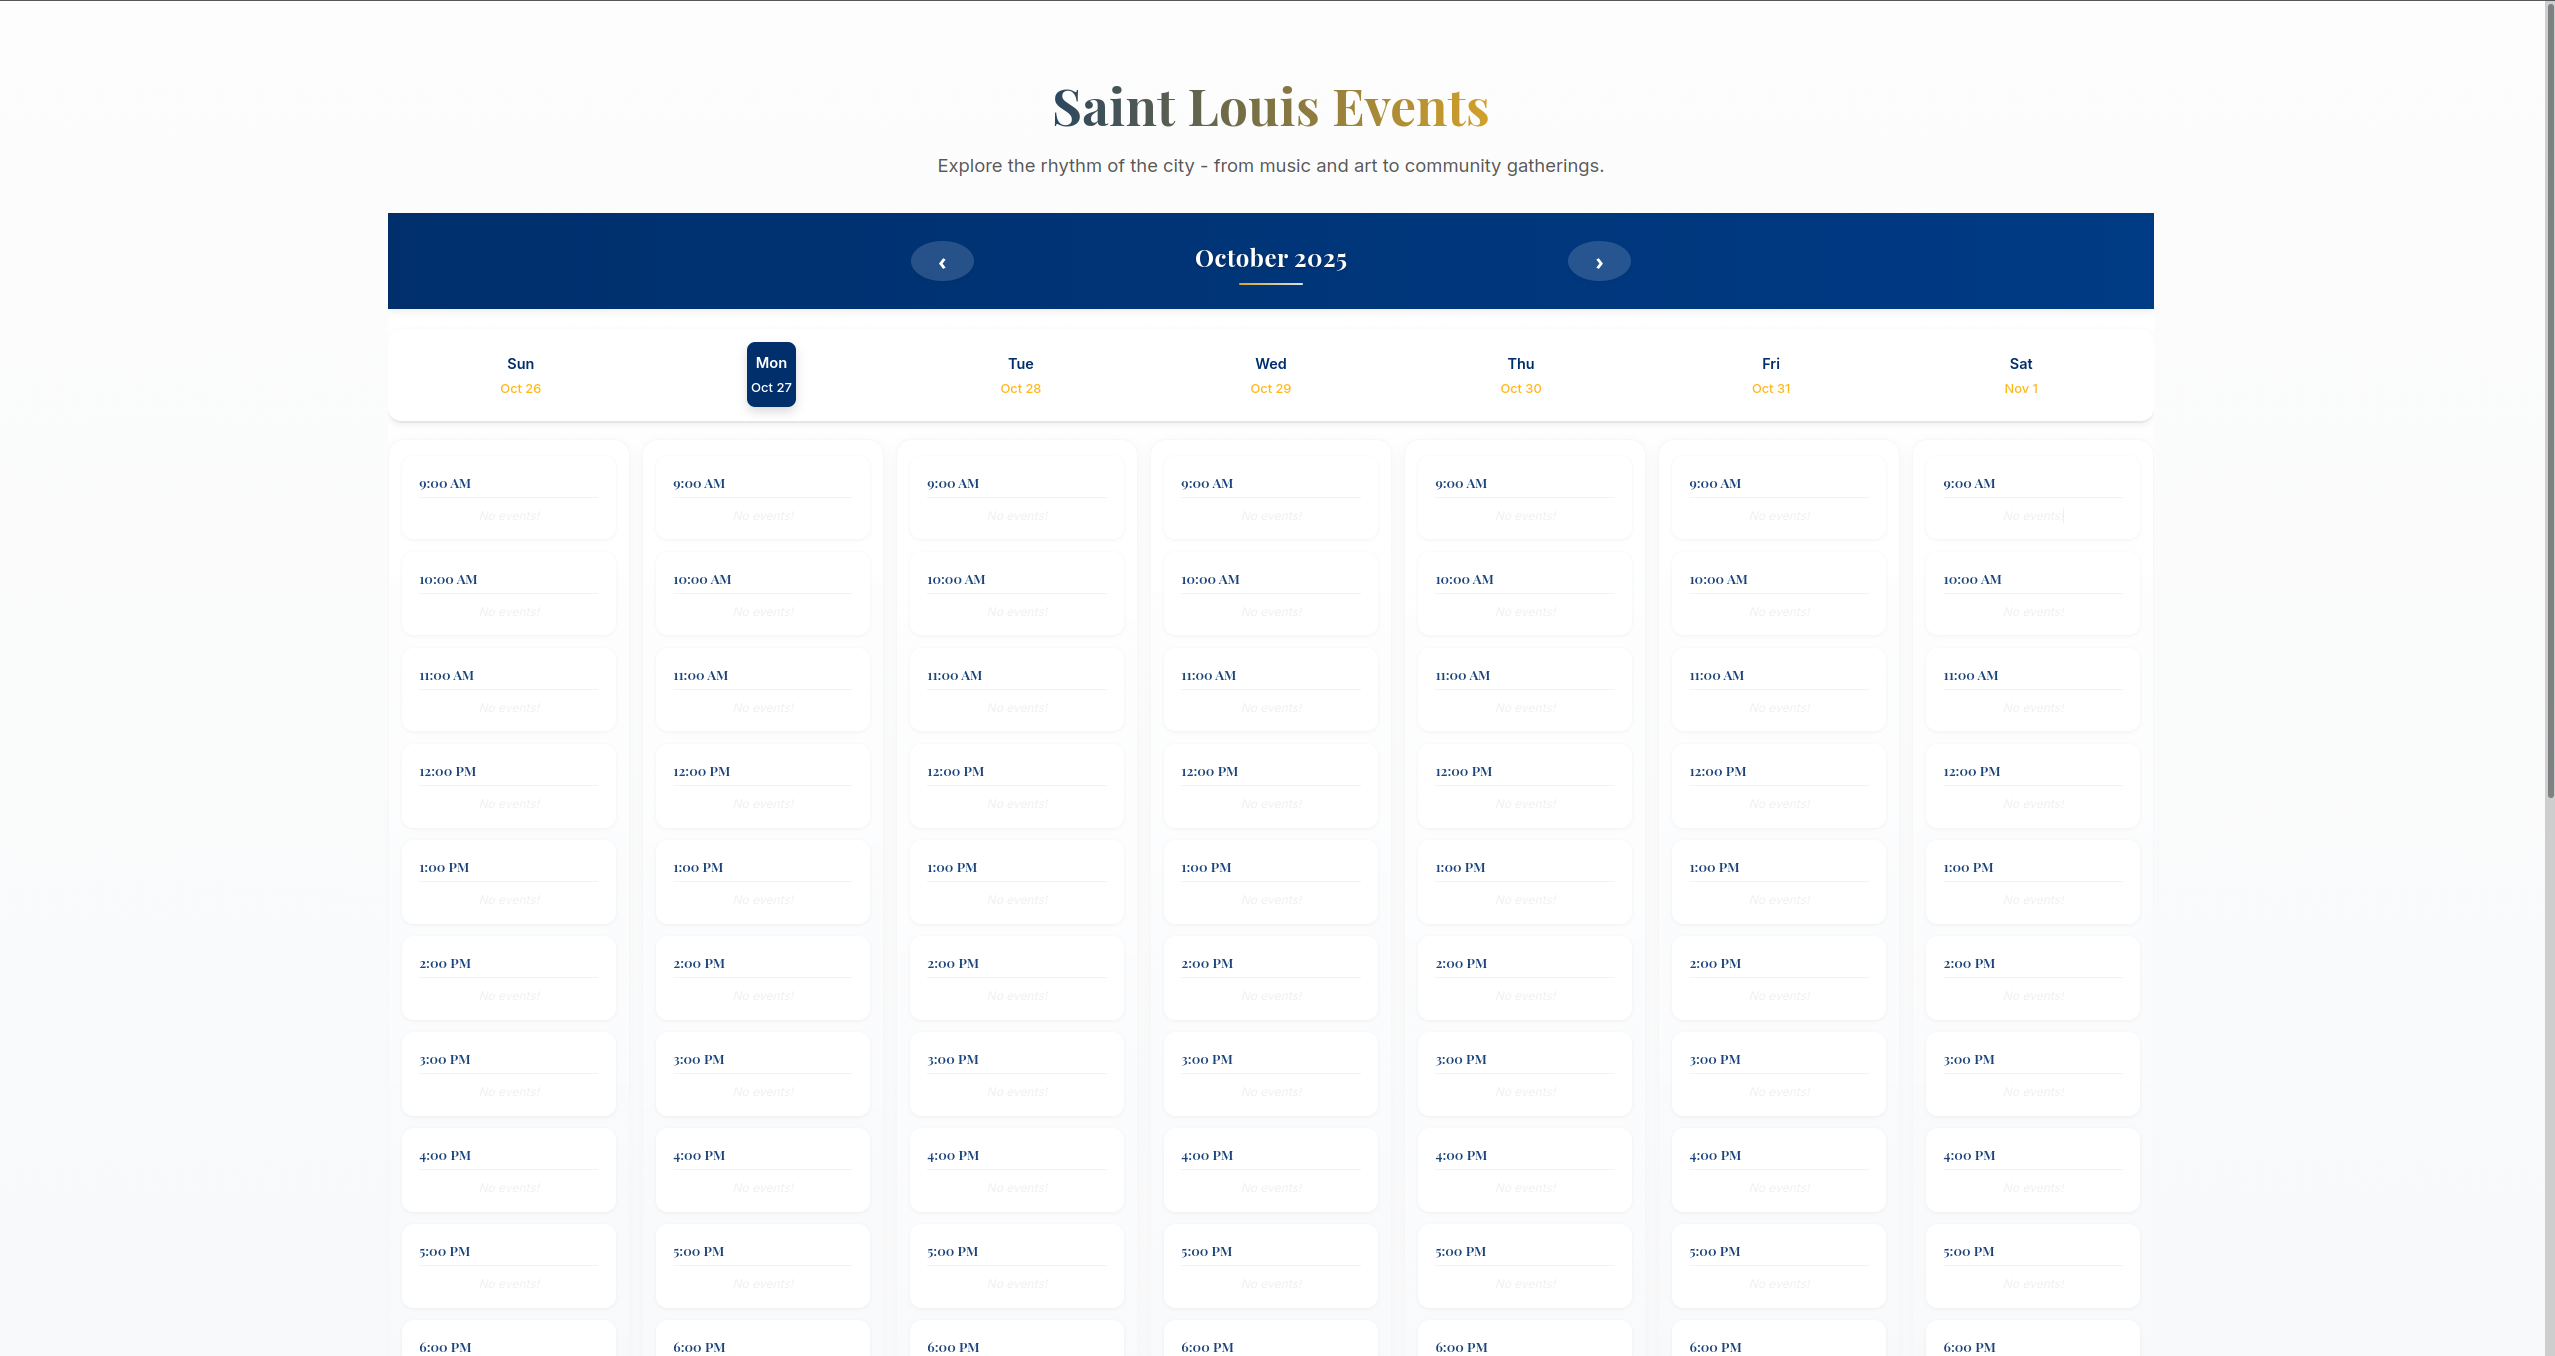 Saint Louis Events
Explore the rhythm of the city - from music and art to community gatherings.
‹ October 2025 ›
Sun Mon Tue Wed Thu Fri Sat
Oct 26 Oct 27 Oct 28 Oct 29 Oct 30 Oct 31 Nov 1
9:00 AM 9:00 AM 9:00 AM 9:00 AM 9:00 AM 9:00 AM 9:00 AM
No events! No events! No events! No events! No events! No events! No events!
10:00 AM 10:00 AM 10:00 AM 10:00 AM 10:00 AM 10:00 AM 10:00 AM
No events! No events! No events! No events! No events! No events! No events!
11:00 AM 11:00 AM 11:00 AM 11:00 AM 11:00 AM 11:00 AM 11:00 AM
No events! No events! No events! No events! No events! No events! No events!
12:00 PM 12:00 PM 12:00 PM 12:00 PM 12:00 PM 12:00 PM 12:00 PM
No events! No events! No events! No events! No events! No events! No events!
1:00 PM 1:00 PM 1:00 PM 1:00 PM 1:00 PM 1:00 PM 1:00 PM
No events! No events! No events! No events! No events! No events! No events!
2:00 PM 2:00 PM 2:00 PM 2:00 PM 2:00 PM 2:00 PM 2:00 PM
No events! No events! No events! No events! No events! No events! No events!
3:00 PM 3:00 PM 3:00 PM 3:00 PM 3:00 PM 3:00 PM 3:00 PM
No events! No events! No events! No events! No events! No events! No events!
4:00 PM 4:00 PM 4:00 PM 4:00 PM 4:00 PM 4:00 PM 4:00 PM
No events! No events! No events! No events! No events! No events! No events!
5:00 PM 5:00 PM 5:00 PM 5:00 PM 5:00 PM 5:00 PM 5:00 PM
No events! No events! No events! No events! No events! No events! No events!
6:00 PM 6:00 PM 6:00 PM 6:00 PM 6:00 PM 6:00 PM 6:00 PM